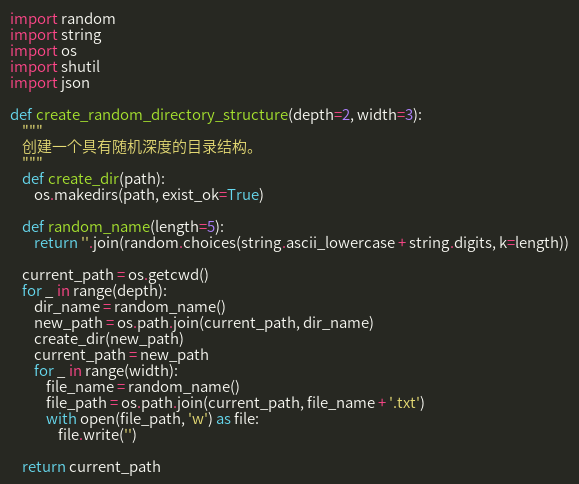 import random
import string
import os
import shutil
import json

def create_random_directory_structure(depth=2, width=3):
    """
    创建一个具有随机深度的目录结构。
    """
    def create_dir(path):
        os.makedirs(path, exist_ok=True)

    def random_name(length=5):
        return ''.join(random.choices(string.ascii_lowercase + string.digits, k=length))

    current_path = os.getcwd()
    for _ in range(depth):
        dir_name = random_name()
        new_path = os.path.join(current_path, dir_name)
        create_dir(new_path)
        current_path = new_path
        for _ in range(width):
            file_name = random_name()
            file_path = os.path.join(current_path, file_name + '.txt')
            with open(file_path, 'w') as file:
                file.write('')

    return current_path